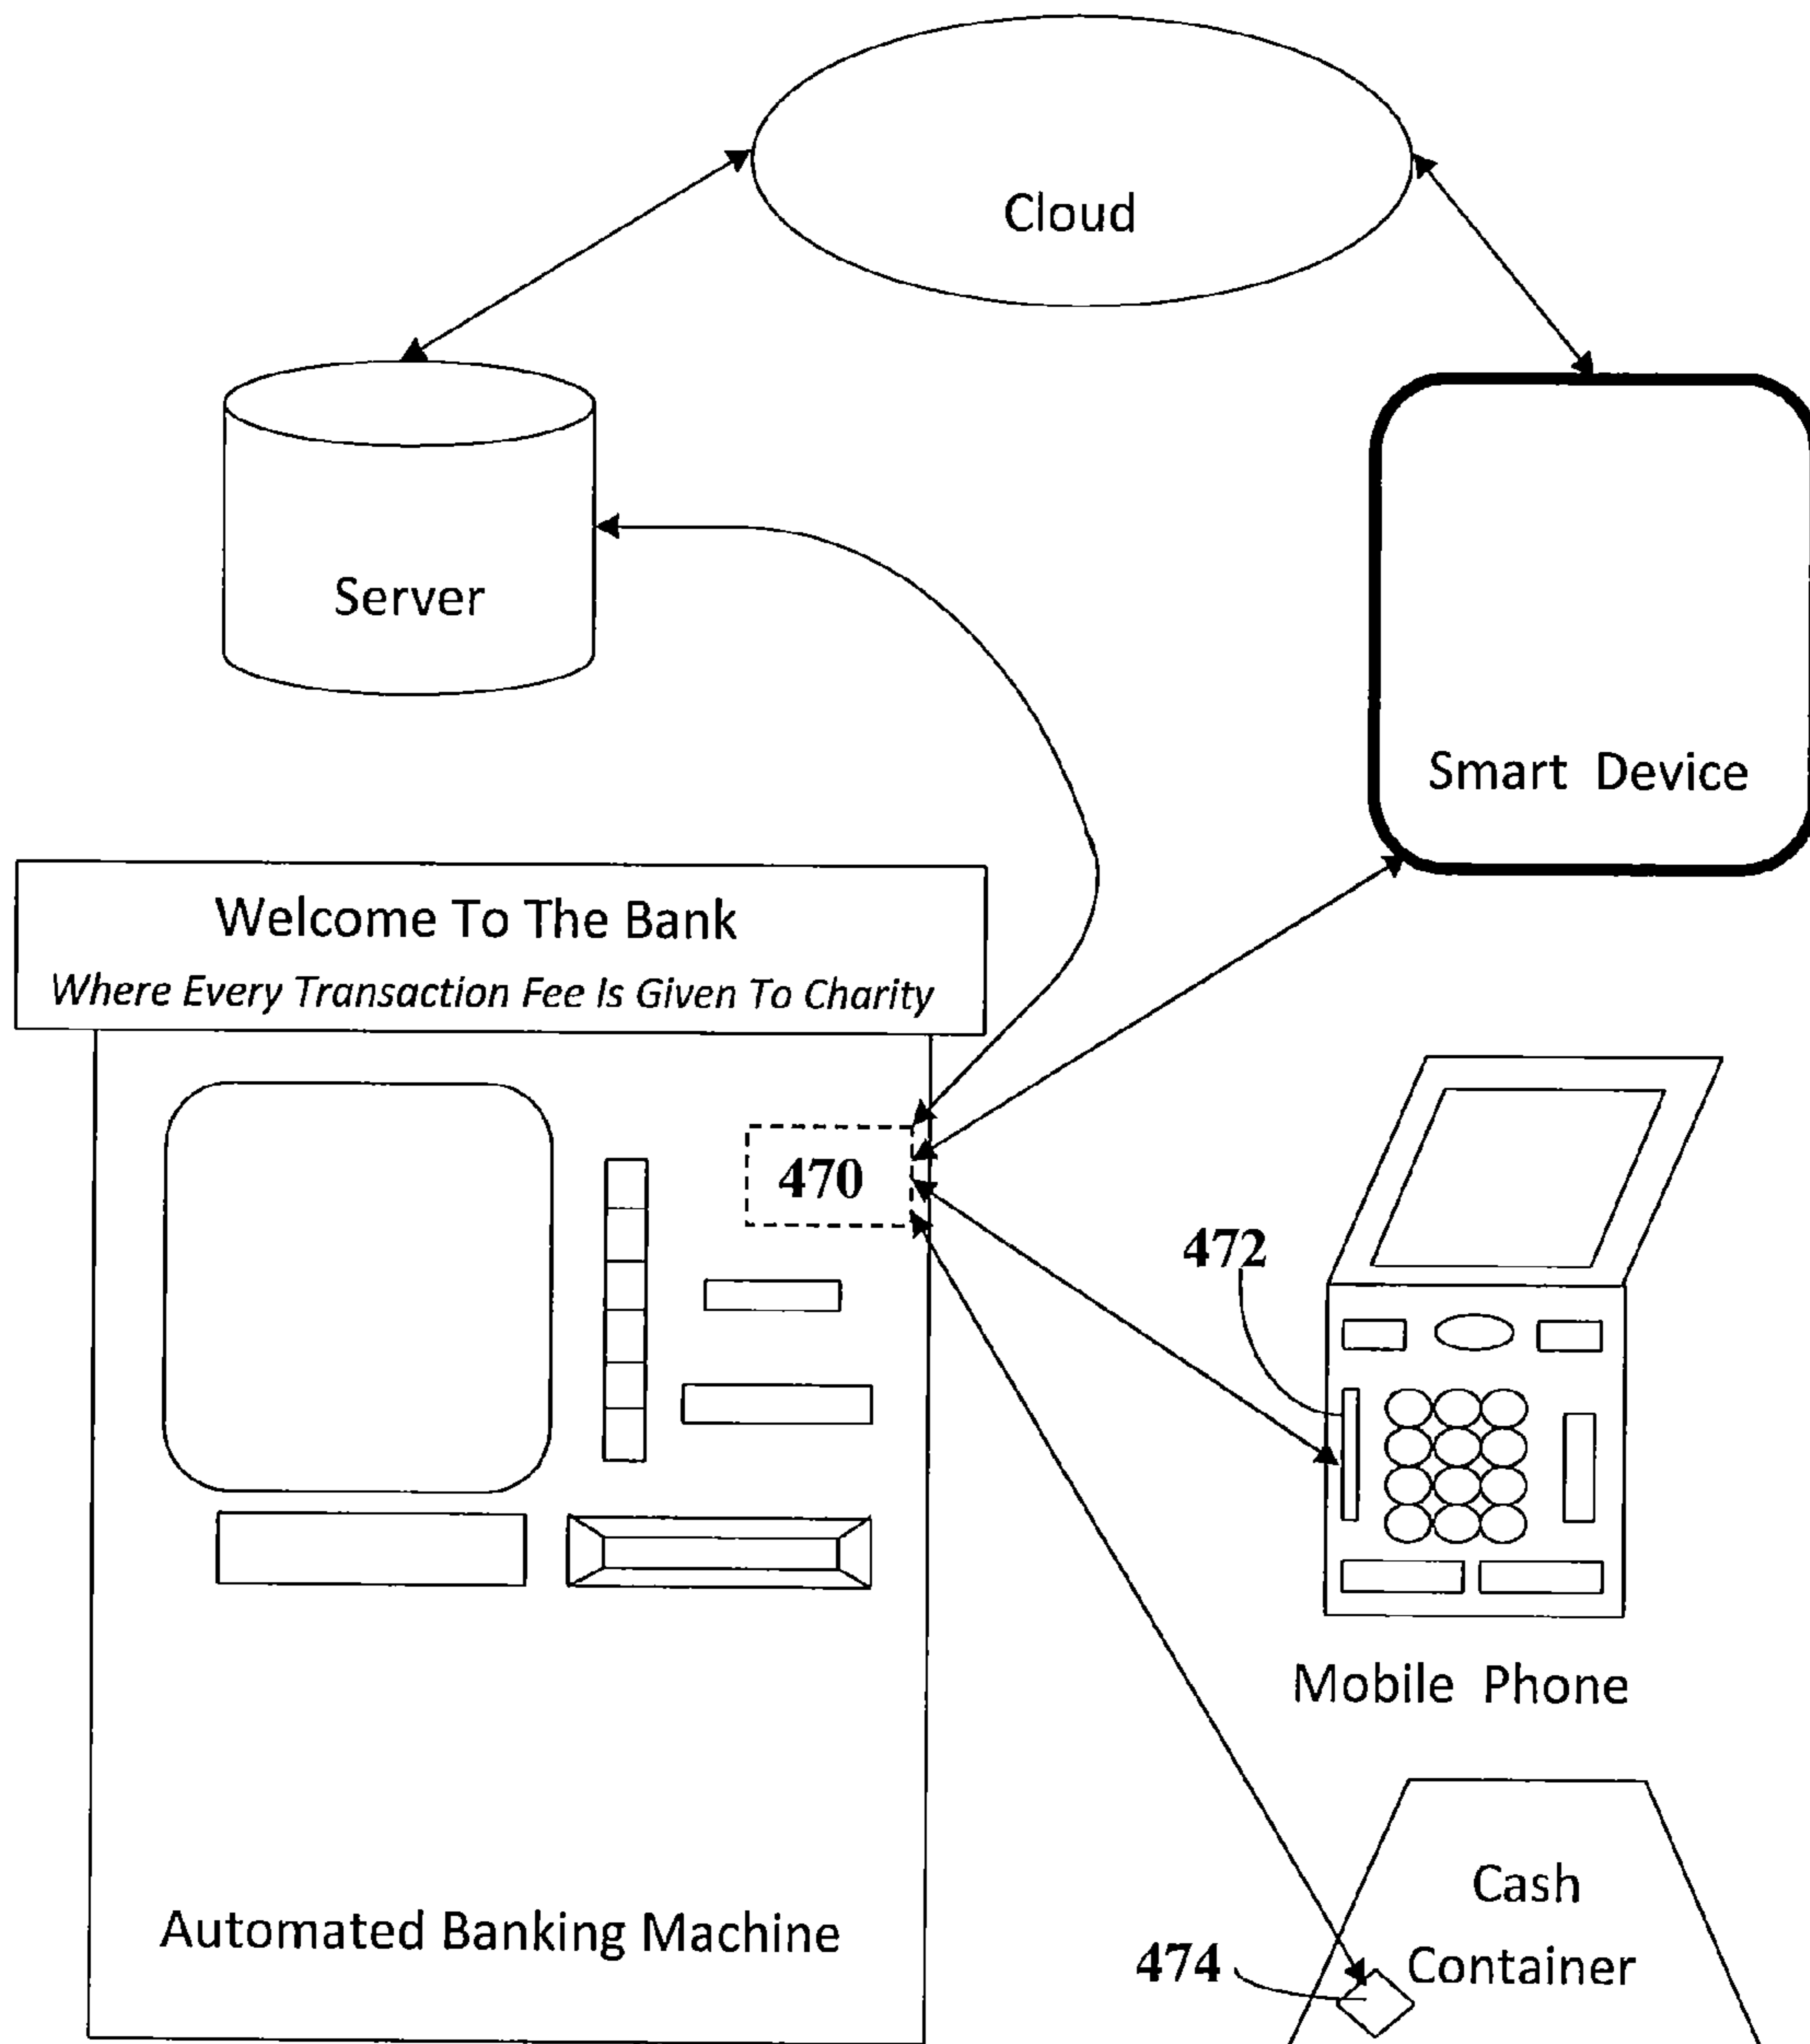 Cloud
Server
Smart Device
Welcome To The Bank
Where Every Transaction Fee Is Given To Charity
470
472
Mobile Phone
Cash
Container
474
Automated Banking Machine